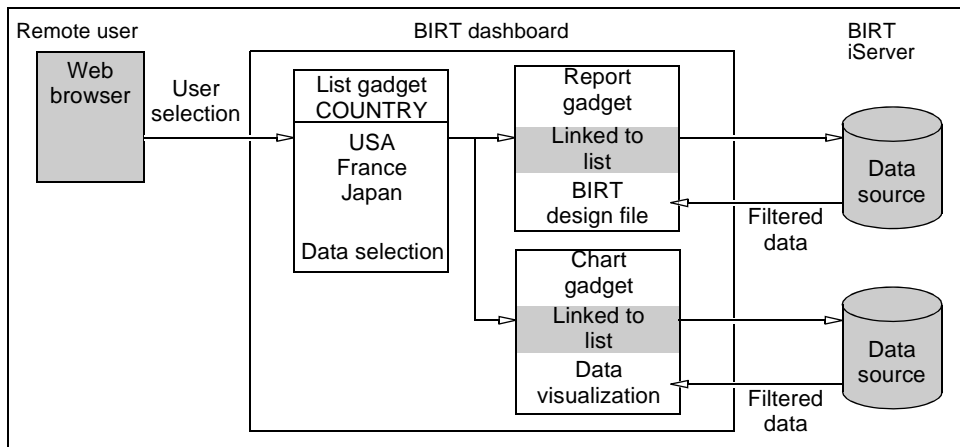 Remote user
BIRT dashboard
BIRT
iServer
Web
browser
User
selection
List gadget
COUNTRY
USA
France
Japan
Data selection
Report
gadget
Linked to
list
BIRT
design file
Data
source
Filtered
data
Chart
gadget
Linked to
list
Data
visualization
Data
source
Filtered
data